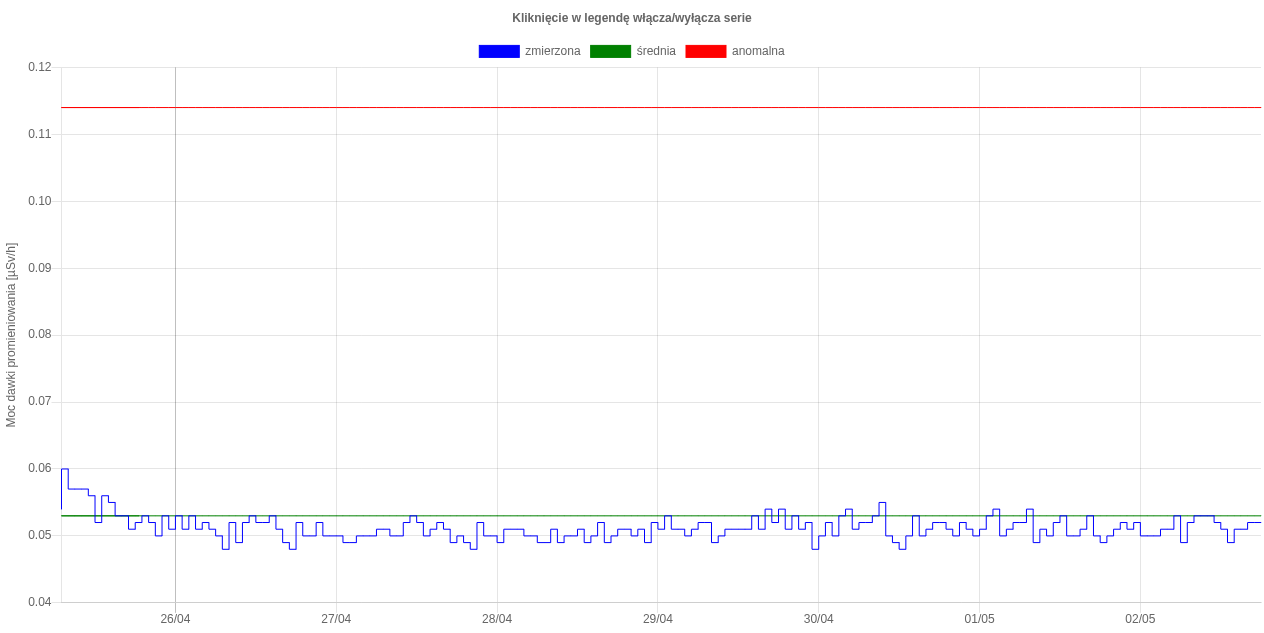 Kliknięcie w legendę włącza/wyłącza serie
zmierzona średnia anomalna
Moc dawki promieniowania [µSv/h]
0.12
0.11
0.10
0.09
0.08
0.07
0.06
0.05
0.04
26/04 27/04 28/04 29/04 30/04 01/05 02/05